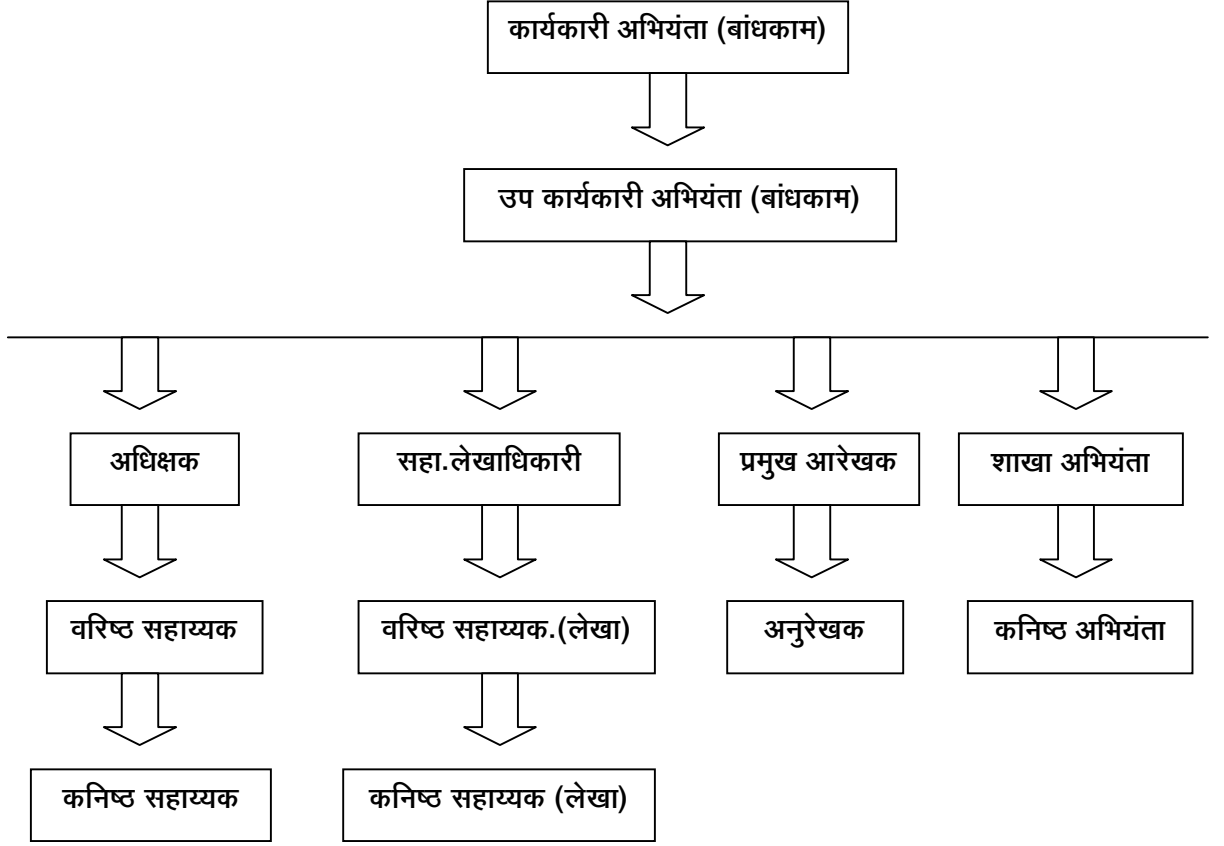 कार्यकारी अभियंता (बांधकाम)
उप कार्यकारी अभियंता (बांधकाम)
अधिक्षक
सहा.लेखाधिकारी
प्रमुख आरेखक
शाखा अभियंता
वरिष्ठ सहाय्यक
वरिष्ठ सहाय्यक.(लेखा)
अनुरेखक
कनिष्ठ अभियंता
कनिष्ठ सहाय्यक
कनिष्ठ सहाय्यक (लेखा)